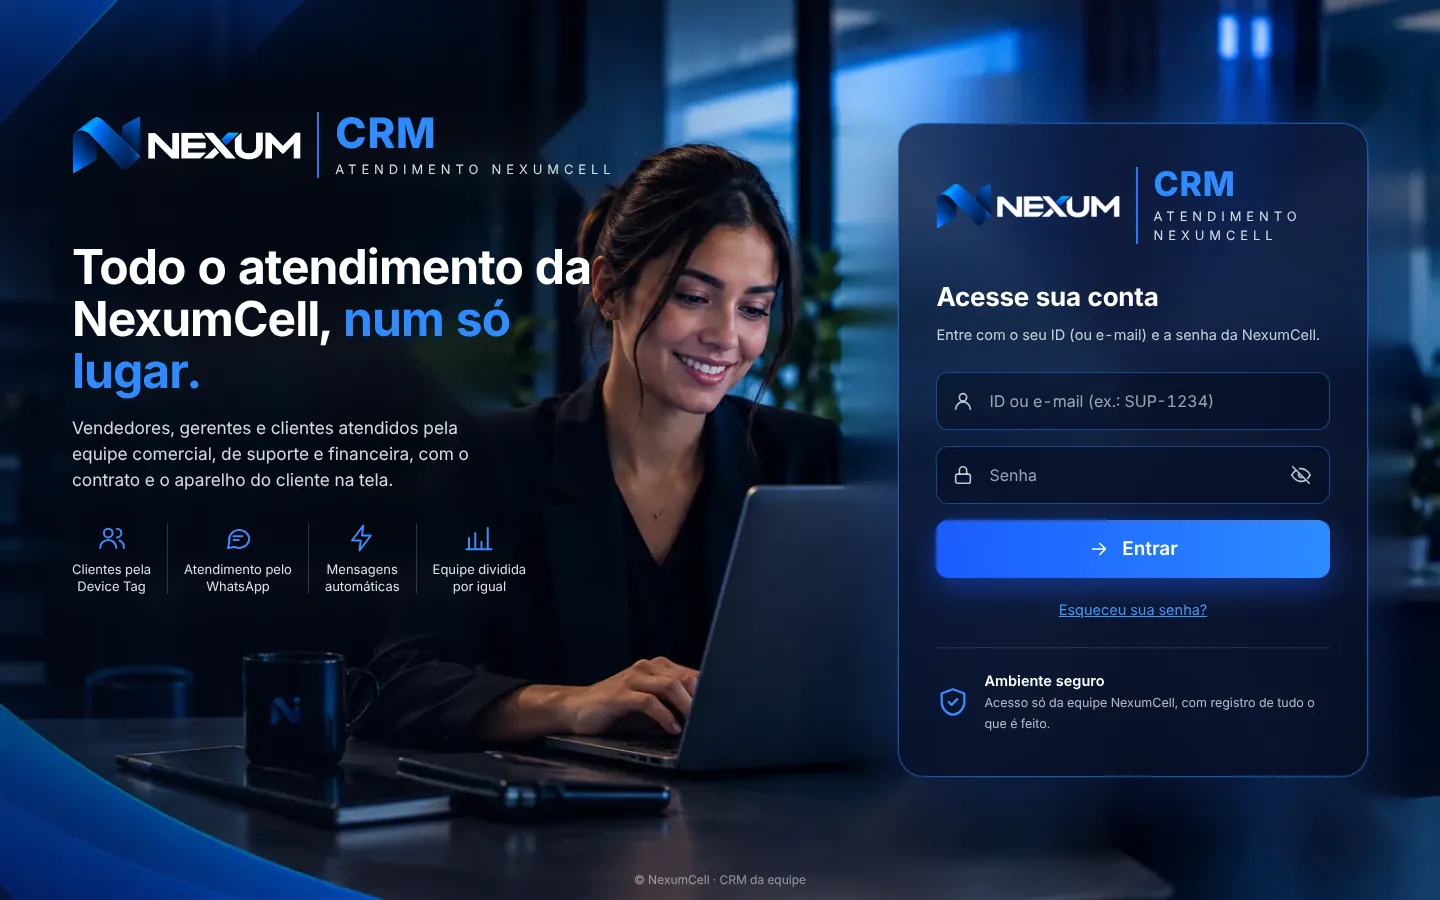 NEXUM
CRM
ATENDIMENTO NEXUMCELL
Todo o atendimento da
NexumCell, num só
lugar.
Vendedores, gerentes e clientes atendidos pela
equipe comercial, de suporte e financeira, com o
contrato e o aparelho do cliente na tela.
Clientes pela
Device Tag
Atendimento pelo
WhatsApp
Mensagens
automáticas
Equipe dividida
por igual
NEXUM
CRM
ATENDIMENTO
NEXUMCELL
Acesse sua conta
Entre com o seu ID (ou e-mail) e a senha da NexumCell.
ID ou e-mail (ex.: SUP-1234)
Senha
Entrar
Esqueceu sua senha?
Ambiente seguro
Acesso só da equipe NexumCell, com registro de tudo o
que é feito.
© NexumCell · CRM da equipe